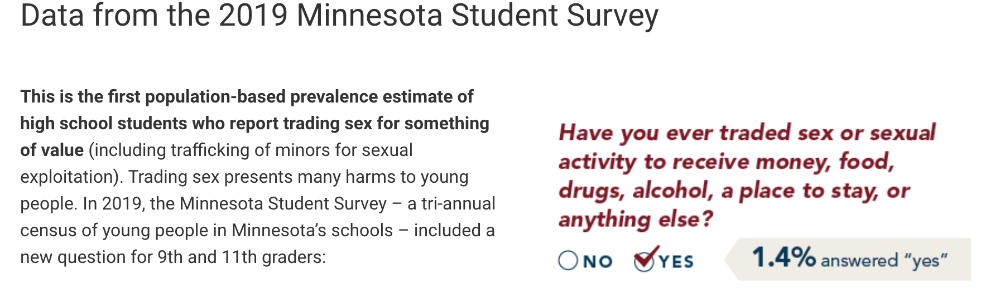 Data from the 2019 Minnesota Student Survey
This is the first population-based prevalence estimate of
high school students who report trading sex for something
of value (including trafficking of minors for sexual
exploitation). Trading sex presents many harms to young
people. In 2019, the Minnesota Student Survey – a tri-annual
census of young people in Minnesota’s schools – included a
new question for 9th and 11th graders:
Have you ever traded sex or sexual
activity to receive money, food,
drugs, alcohol, a place to stay, or
anything else?
NO YES 1.4% answered “yes”